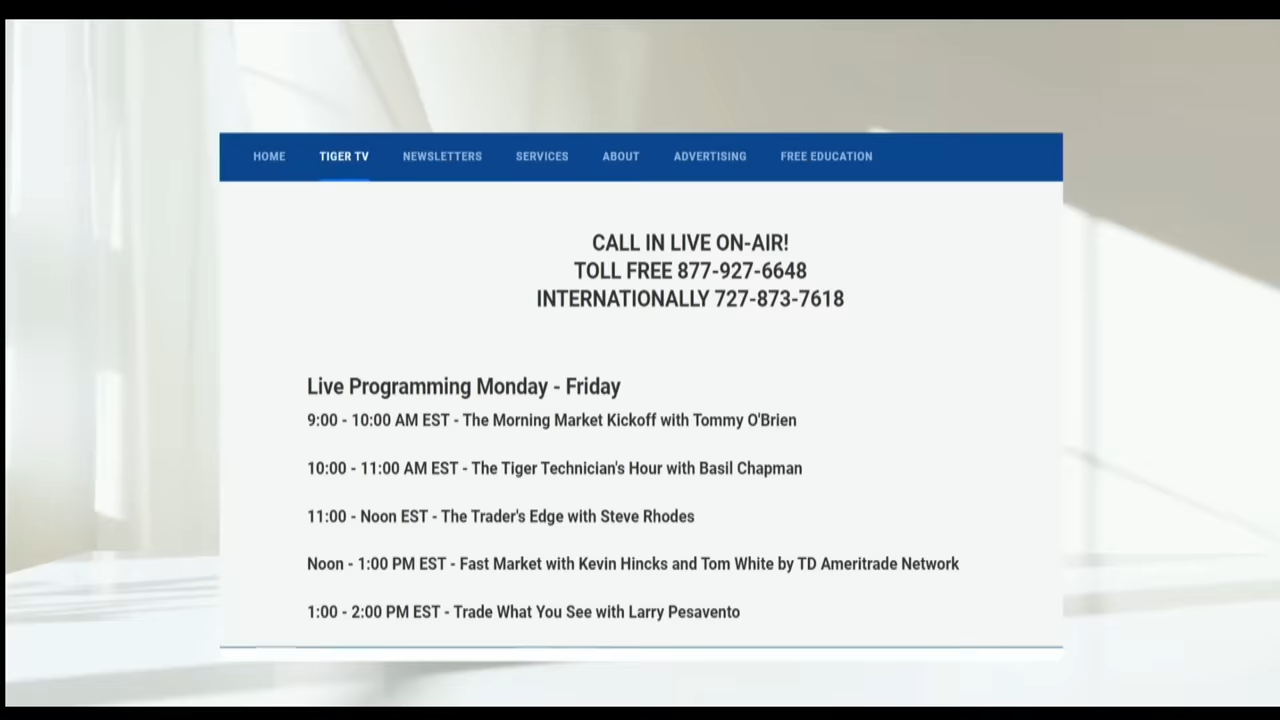 HOME TIGER TV NEWSLETTERS SERVICES ABOUT ADVERTISING FREE EDUCATION
CALL IN LIVE ON-AIR!
TOLL FREE 877-927-6648
INTERNATIONALLY 727-873-7618
Live Programming Monday - Friday
9:00 - 10:00 AM EST - The Morning Market Kickoff with Tommy O'Brien
10:00 - 11:00 AM EST - The Tiger Technician's Hour with Basil Chapman
11:00 - Noon EST - The Trader's Edge with Steve Rhodes
Noon - 1:00 PM EST - Fast Market with Kevin Hincks and Tom White by TD Ameritrade Network
1:00 - 2:00 PM EST - Trade What You See with Larry Pesavento